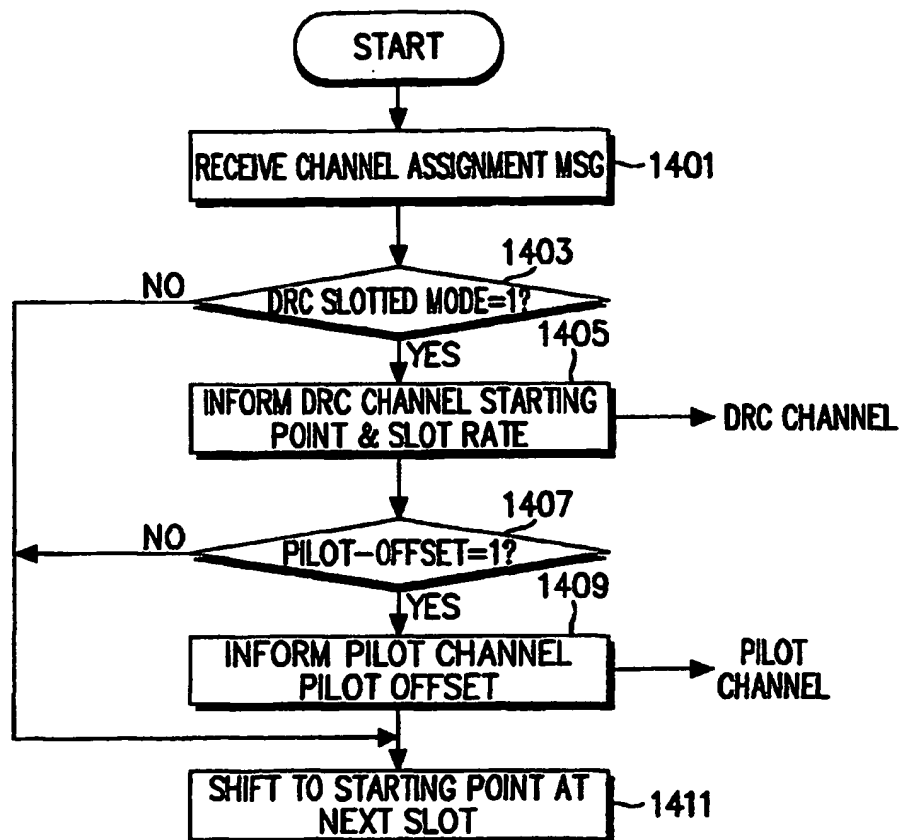 START
RECEIVE CHANNEL ASSIGNMENT MSG
1401
1403
NO
DRC SLOTTED MODE=1?
YES
1405
INFORM DRC CHANNEL STARTING
POINT & SLOT RATE
DRC CHANNEL
1407
NO
PILOT-OFFSET=1?
YES
1409
INFORM PILOT CHANNEL
PILOT OFFSET
PILOT
CHANNEL
SHIFT TO STARTING POINT AT
NEXT SLOT
1411